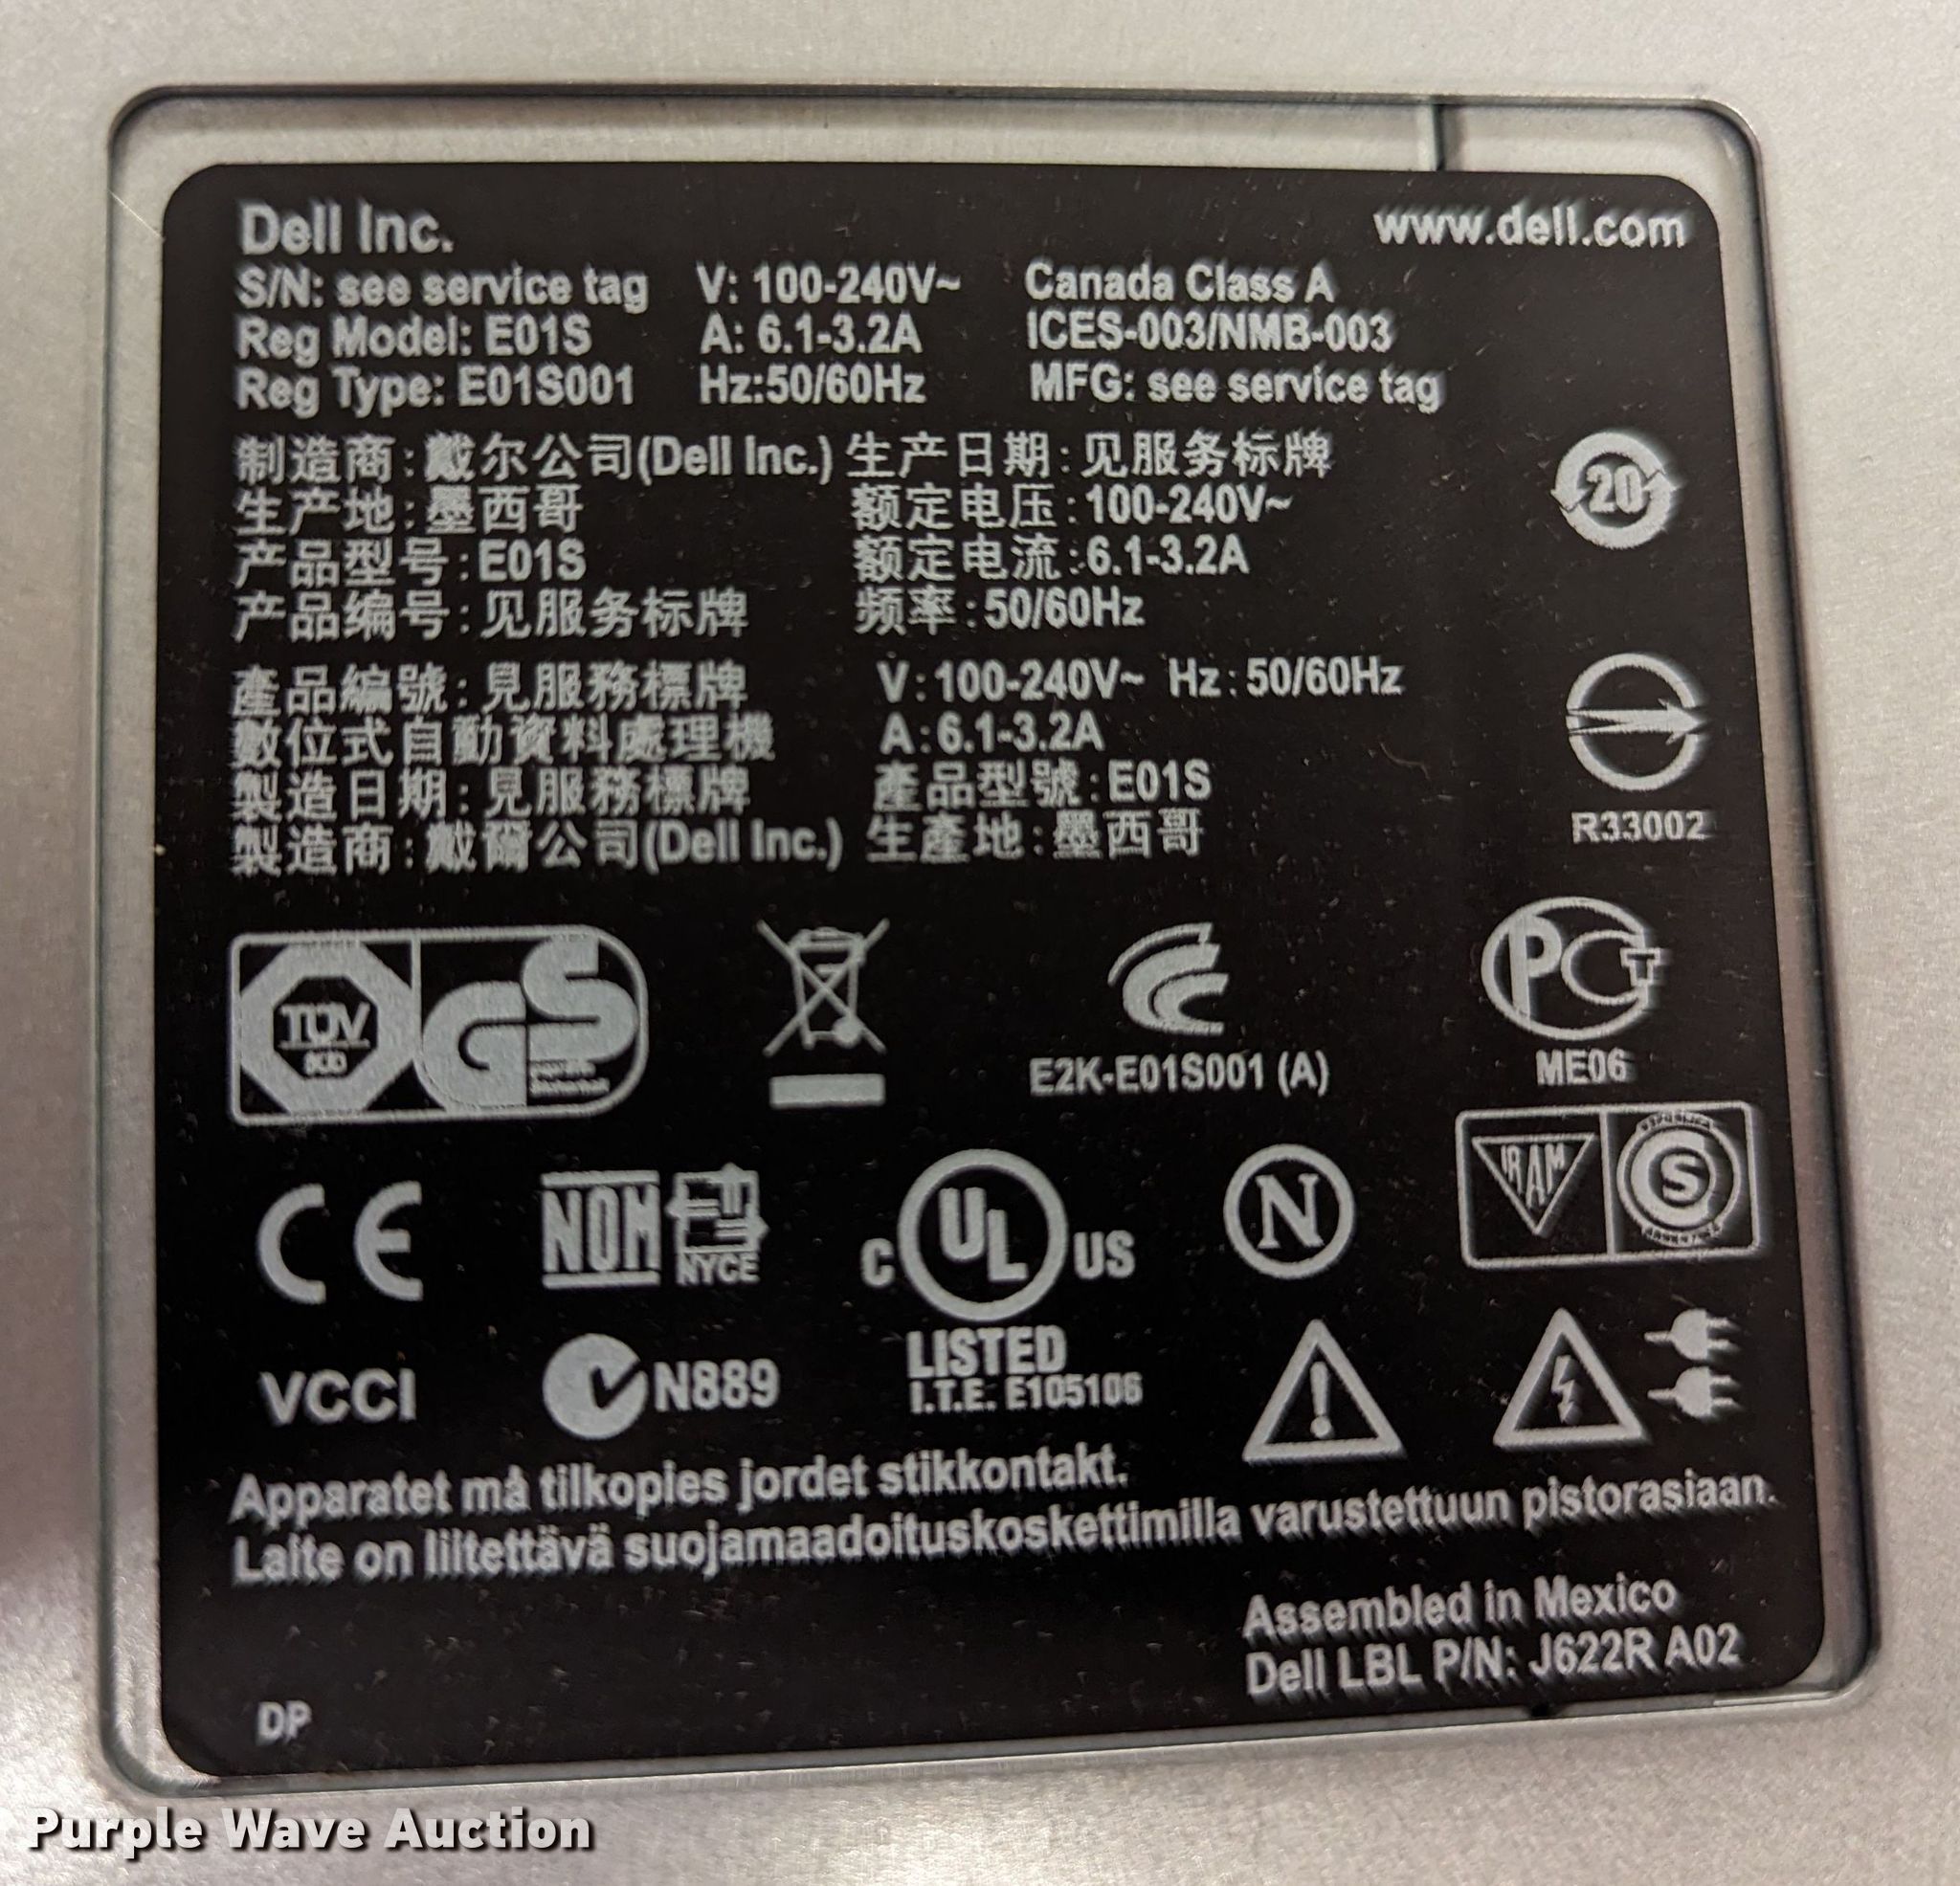 Dell Inc.
www.dell.com
S/N: see service tag V: 100-240V~ Canada Class A
Reg Model: E01S A: 6.1-3.2A ICES-003/NMB-003
Reg Type: E01S001 Hz:50/60Hz MFG: see service tag
制造商:戴尔公司(Dell Inc.) 生产日期:见服务标牌
生产地:墨西哥 额定电压:100-240V~
产品型号:E01S 额定电流:6.1-3.2A
产品编号:见服务标牌 频率:50/60Hz
20
產品編號:見服務標牌 V:100-240V~ Hz:50/60Hz
數位式自動資料處理機 A:6.1-3.2A
製造日期:見服務標牌 產品型號:E01S
製造商:戴爾公司(Dell Inc.) 生產地:墨西哥
R33002
TÜV
GS
E2K-E01S001 (A)
PCT
ME06
CE
NOM
NYCE
C UL US
LISTED
I.T.E. E105106
N
IRAM
S
VCCI
N889
Apparatet må tilkopies jordet stikkontakt.
Laite on liitettävä suojamaadoituskoskettimilla varustettuun pistorasiaan.
Assembled in Mexico
Dell LBL P/N: J622R A02
DP
Purple Wave Auction